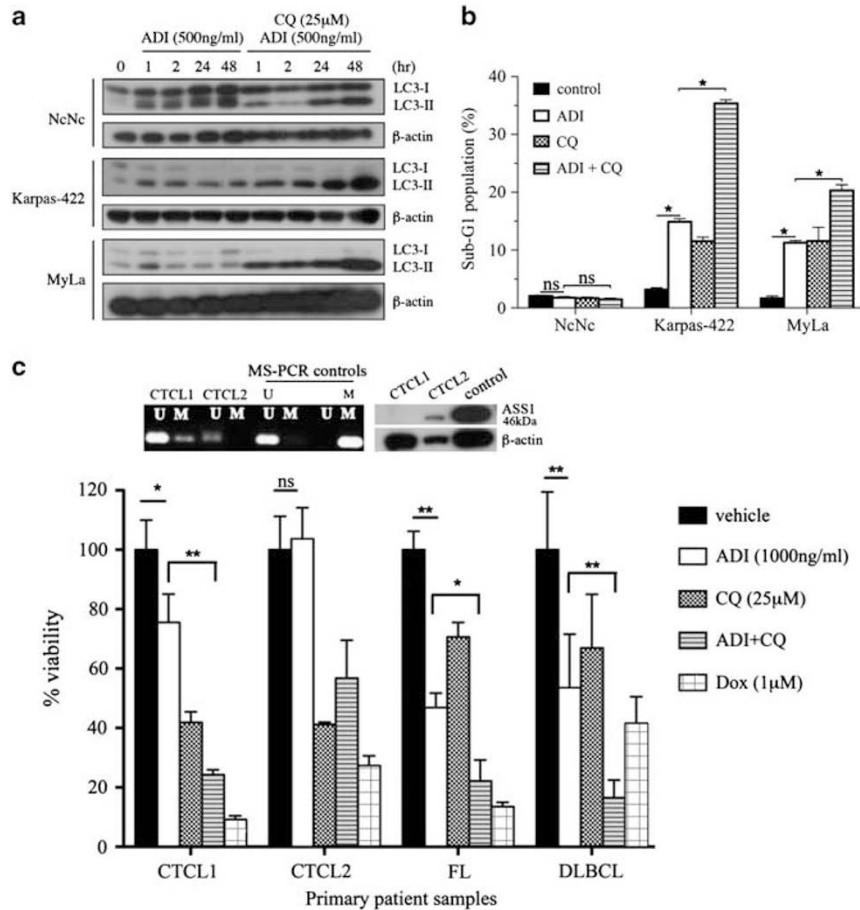 a
ADI (500ng/ml)
CQ (25µM)
ADI (500ng/ml)
0 1 2 24 48 1 2 24 48 (hr)
NcNc
LC3-I
LC3-II
β-actin
Karpas-422
LC3-I
LC3-II
β-actin
MyLa
LC3-I
LC3-II
β-actin
b
Sub-G1 population (%)
40
30
20
10
0
control
ADI
CQ
ADI + CQ
ns ns
* *
* *
NcNc Karpas-422 MyLa
c
MS-PCR controls
CTCL1 CTCL2 U M
U M U M U M U M
CTCL1 CTCL2 control
ASS1
46kDa
β-actin
% viability
120
100
80
60
40
20
0
* ns ** **
** * **
vehicle
ADI (1000ng/ml)
CQ (25µM)
ADI+CQ
Dox (1µM)
CTCL1 CTCL2 FL DLBCL
Primary patient samples